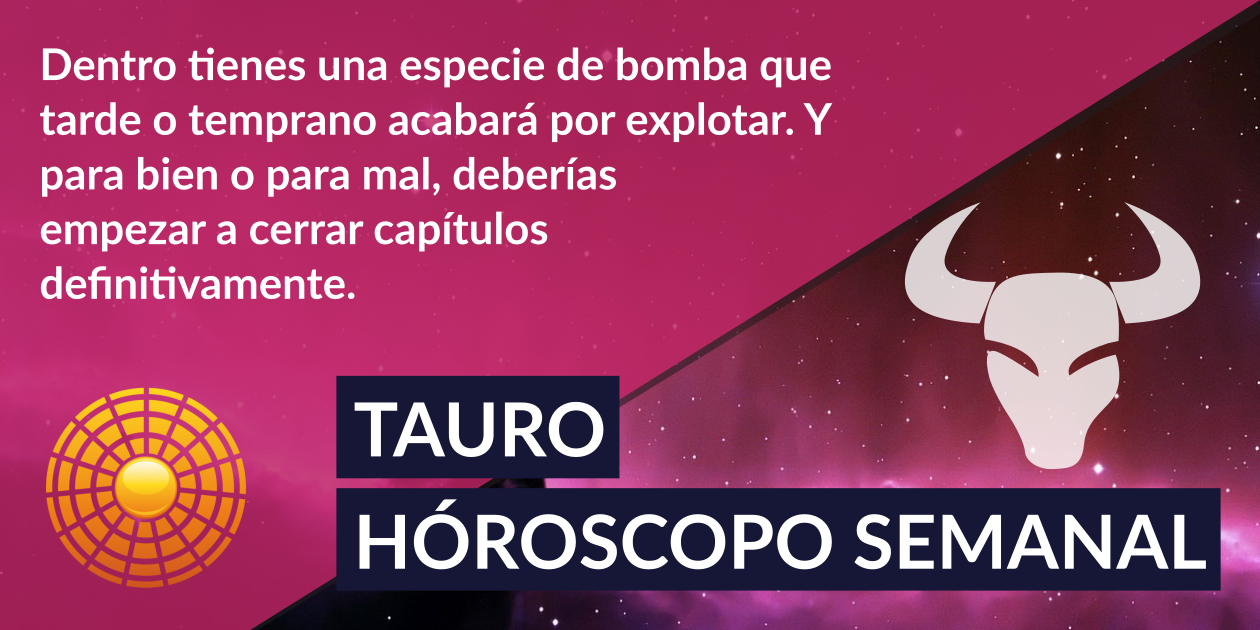 Dentro tienes una especie de bomba que
tarde o temprano acabará por explotar. Y
para bien o para mal, deberías
empezar a cerrar capítulos
definitivamente.
TAURO
HÓROSCOPO SEMANAL